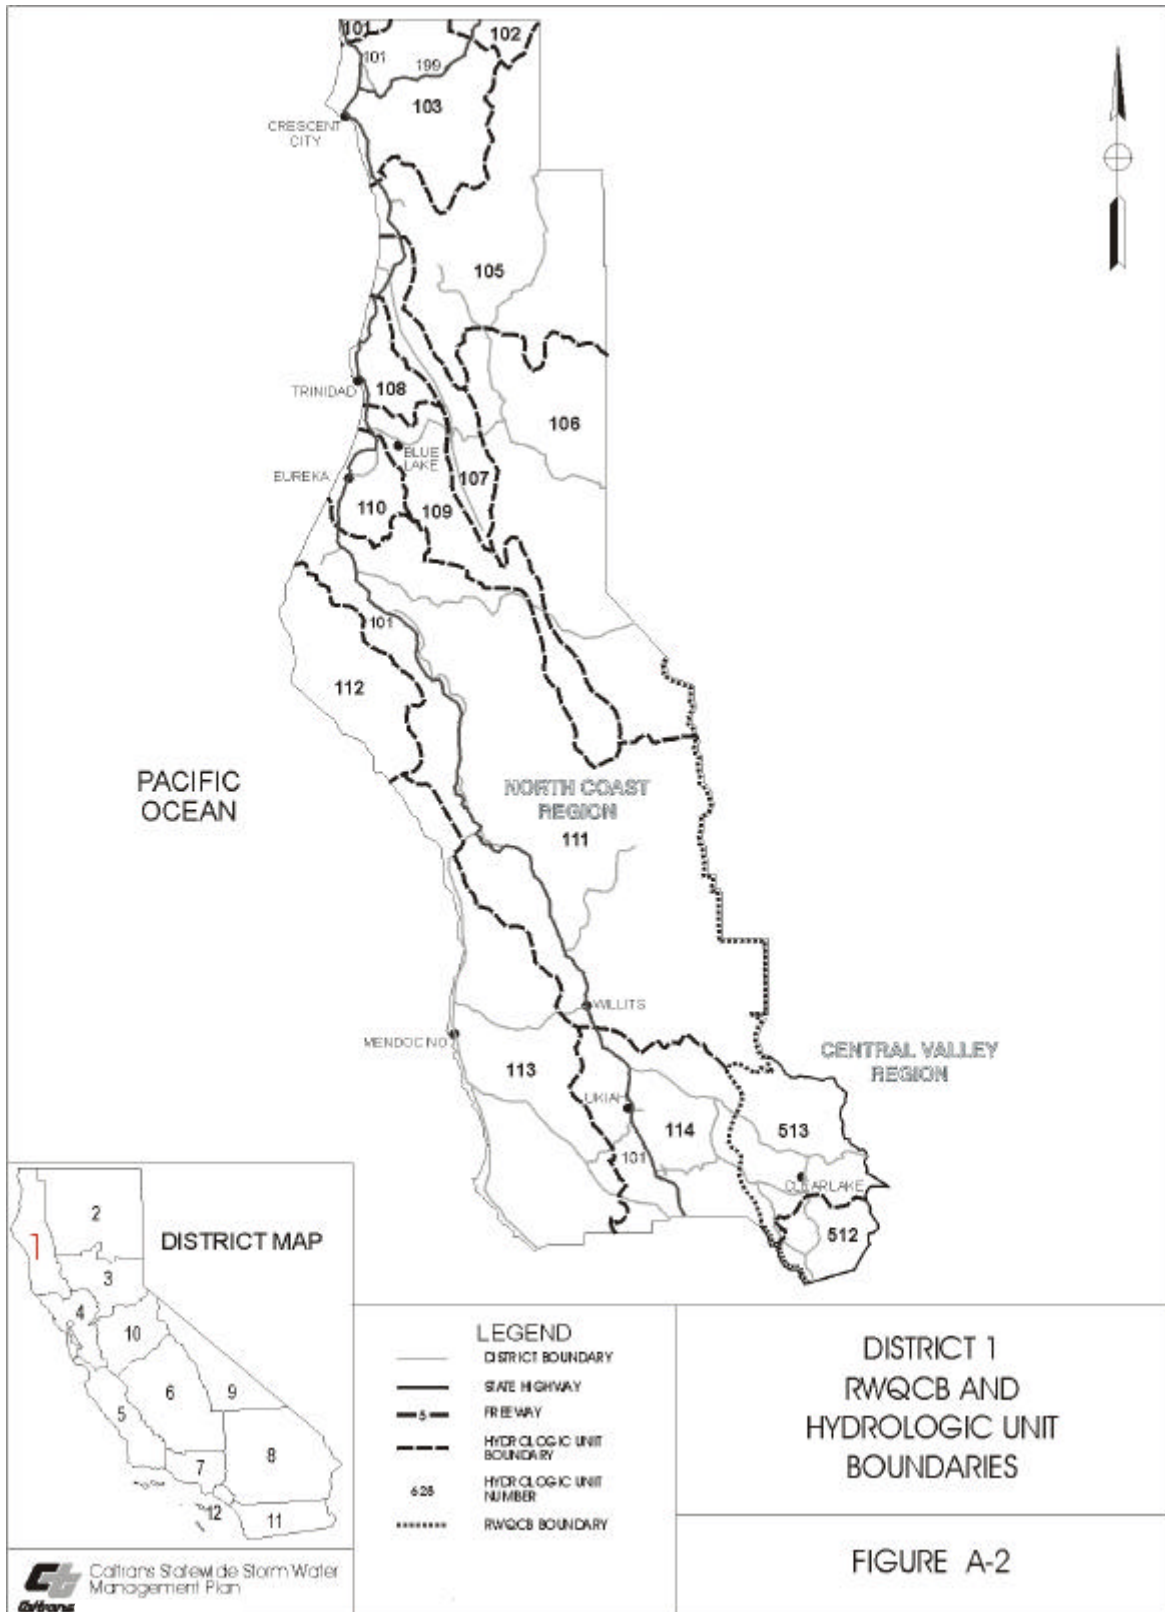 101
102
101
199
103
CRESCENT
CITY
105
TRINIDAD
108
106
BLUE
LAKE
EUREKA
107
110
109
101
112
PACIFIC
OCEAN
NORTH COAST
REGION
111
WILLITS
MENDOCINO
CENTRAL VALLEY
REGION
113
UKIAH
114
513
101
CLEARLAKE
512
DISTRICT MAP
1
2
3
4
10
6
9
5
8
7
12
11
LEGEND
DISTRICT BOUNDARY
STATE HIGHWAY
5 FREEWAY
HYDROLOGIC UNIT
BOUNDARY
628 HYDROLOGIC UNIT
NUMBER
RWQCB BOUNDARY
DISTRICT 1
RWQCB AND
HYDROLOGIC UNIT
BOUNDARIES
FIGURE A-2
Caltrans Statewide Storm Water
Management Plan
Caltrans